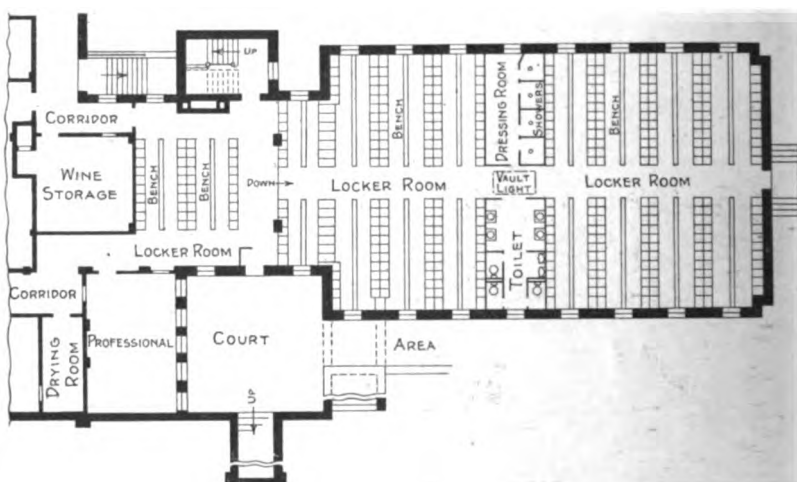 UP
CORRIDOR
WINE
STORAGE
BENCH
BENCH
DOWN
LOCKER ROOM
BENCH
DRESSING ROOM
SHOWERS
BENCH
LOCKER ROOM
VAULT
LIGHT
LOCKER ROOM
TOILET
CORRIDOR
DRYING
ROOM
PROFESSIONAL
COURT
AREA
UP